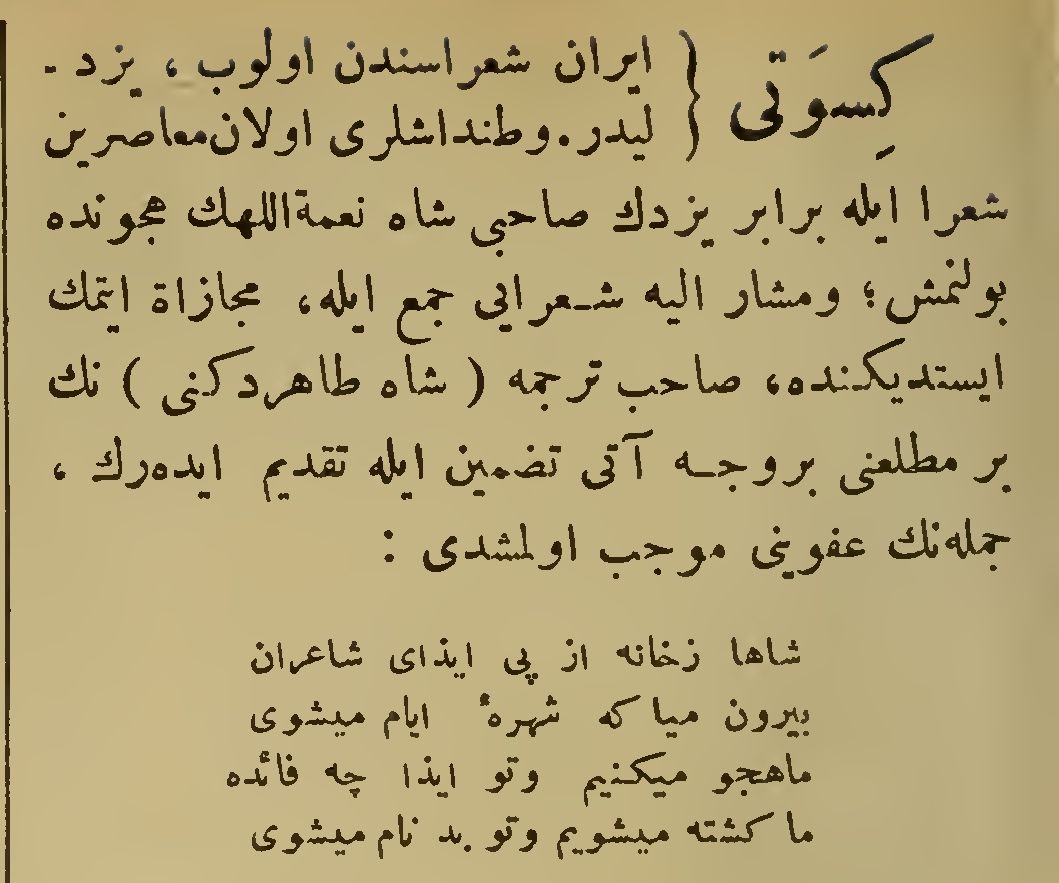 كِسوَتی { ایران شعراسندن اولوب ، یزد -
لیدر. وطنداشلری اولان معاصرین
شعرا ایله برابر یزدك صاحبی شاه نعمةاللهك هجونده
بولنمش ؛ ومشار الیه شعرایی جمع ایله ، مجازاة ایتمك
ایستدیکنده ، صاحب ترجمه ( شاه طاهر دكنی ) نك
بر مطلعنی بروجه آتی تضمین ایله تقدیم ایدەرك ،
جمله‌نك عفوینی موجب اولمشدی :
شاها زخانه از پی ایذای شاعران
بیرون میا که شهرهٔ ایام میشوی
ماهجو میکنیم وتو ایذا چه فائده
ما کشته میشویم وتو بد نام میشوی